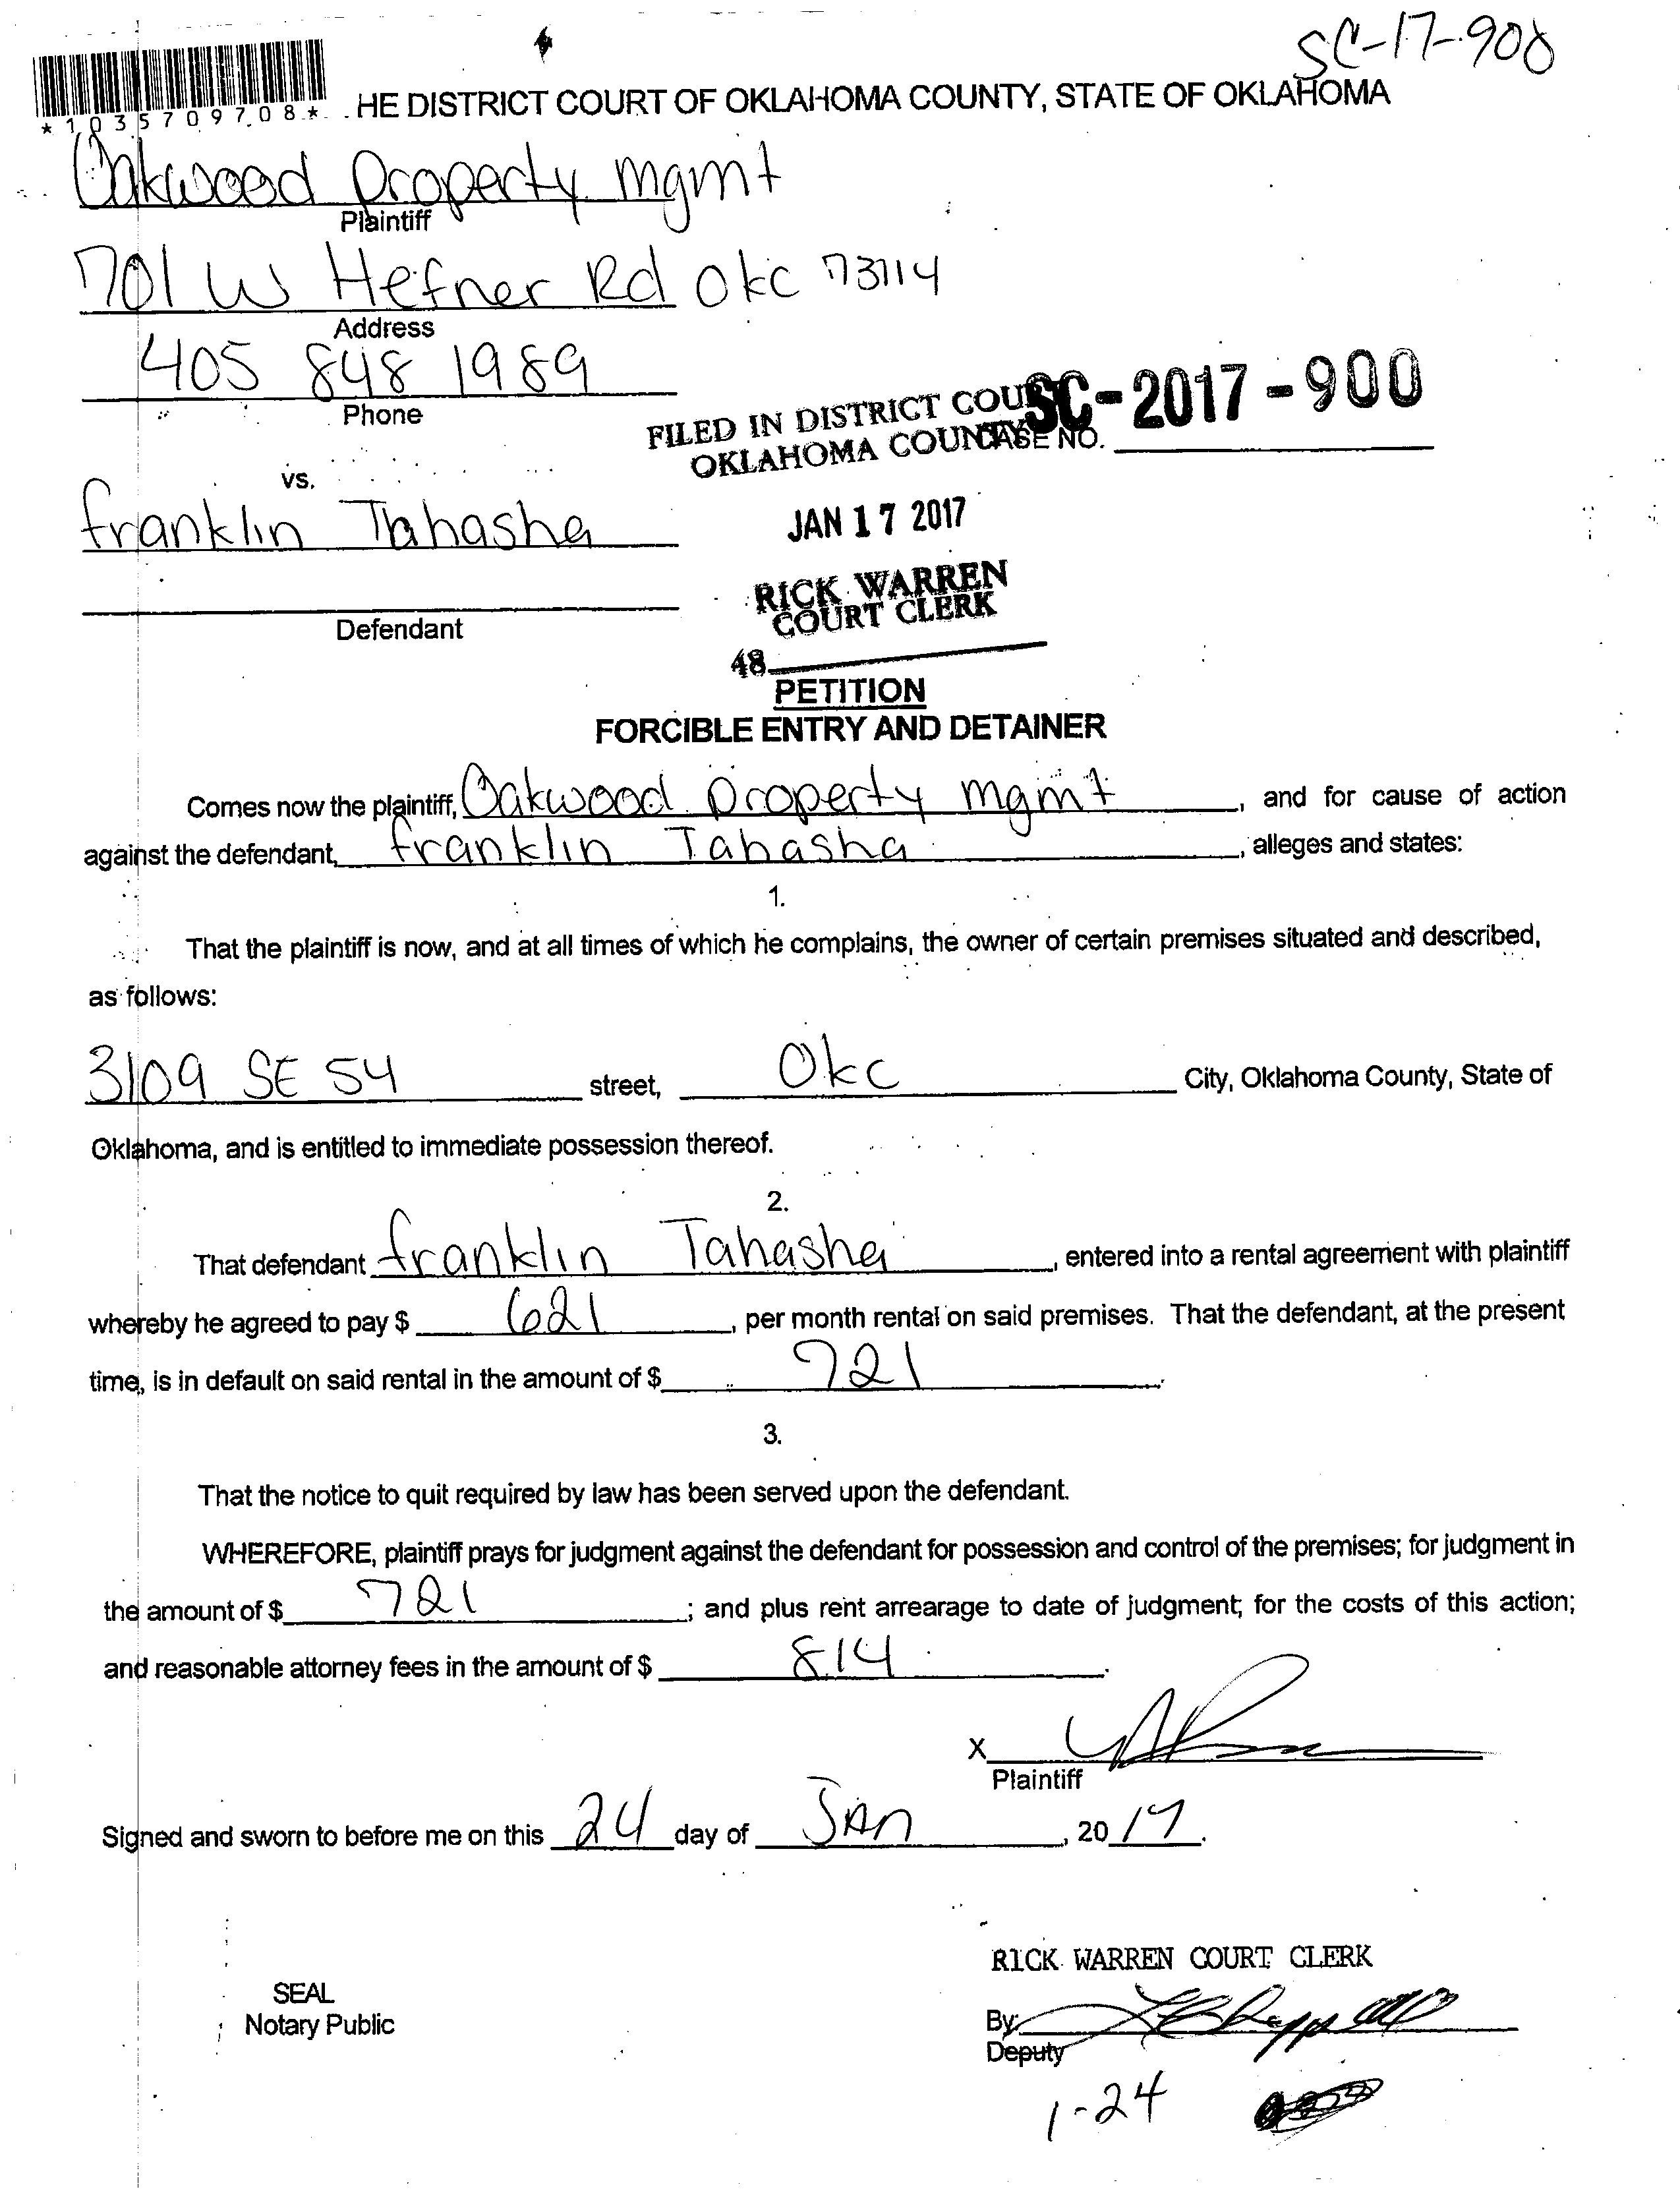 SC-17-900
*1035709708*
HE DISTRICT COURT OF OKLAHOMA COUNTY, STATE OF OKLAHOMA
Oakwood Property Mgmt
Plaintiff
701 W Hefner Rd Okc 73114
Address
405 848 1989
Phone
FILED IN DISTRICT COURT
OKLAHOMA COUNTY
CASE NO. SC-2017-900
vs.
franklin Tahasha
JAN 17 2017
RICK WARREN
COURT CLERK
Defendant
48
PETITION
FORCIBLE ENTRY AND DETAINER
Comes now the plaintiff, Oakwood Property Mgmt, and for cause of action
against the defendant, franklin Tahasha, alleges and states:
1.
That the plaintiff is now, and at all times of which he complains, the owner of certain premises situated and described,
as follows:
3109 SE 54 street, Okc City, Oklahoma County, State of
Oklahoma, and is entitled to immediate possession thereof.
2.
That defendant franklin Tahasha, entered into a rental agreement with plaintiff
whereby he agreed to pay $ 621, per month rental on said premises. That the defendant, at the present
time, is in default on said rental in the amount of $ 721.
3.
That the notice to quit required by law has been served upon the defendant.
WHEREFORE, plaintiff prays for judgment against the defendant for possession and control of the premises; for judgment in
the amount of $ 721; and plus rent arrearage to date of judgment; for the costs of this action;
and reasonable attorney fees in the amount of $ 814.
X
Plaintiff
Signed and sworn to before me on this 24 day of JAn, 2017.
RICK WARREN COURT CLERK
SEAL
Notary Public
By:
Deputy
1-24